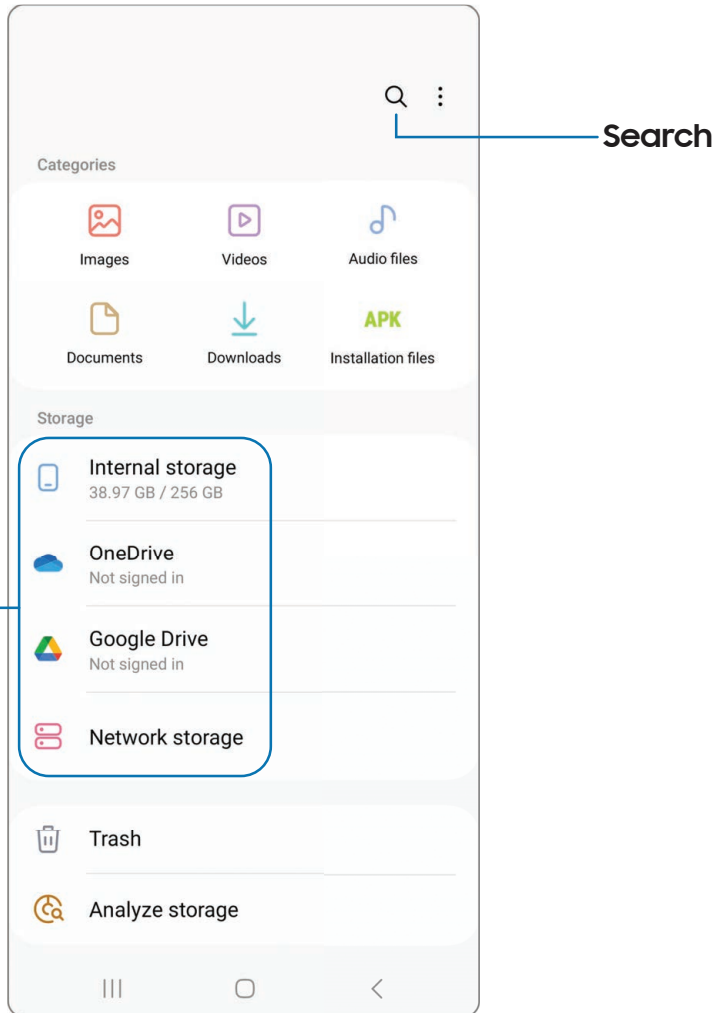 Search
Categories
Images Videos Audio files
APK
Documents Downloads Installation files
Storage
Internal storage
38.97 GB / 256 GB
OneDrive
Not signed in
Google Drive
Not signed in
Network storage
Trash
Analyze storage